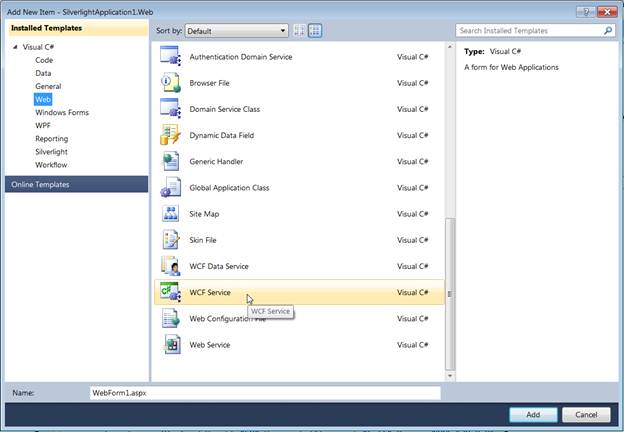 Add New Item - SilverlightApplication1.Web
Installed Templates
Visual C#
Code
Data
General
Web
Windows Forms
WPF
Reporting
Silverlight
Workflow
Online Templates
Sort by: Default
Authentication Domain Service Visual C#
Browser File Visual C#
Domain Service Class Visual C#
Dynamic Data Field Visual C#
Generic Handler Visual C#
Global Application Class Visual C#
Site Map Visual C#
Skin File Visual C#
WCF Data Service Visual C#
WCF Service Visual C#
WCF Service
Web Configuration File Visual C#
Web Service Visual C#
Search Installed Templates
Type: Visual C#
A form for Web Applications
Name: WebForm1.aspx
Add Cancel